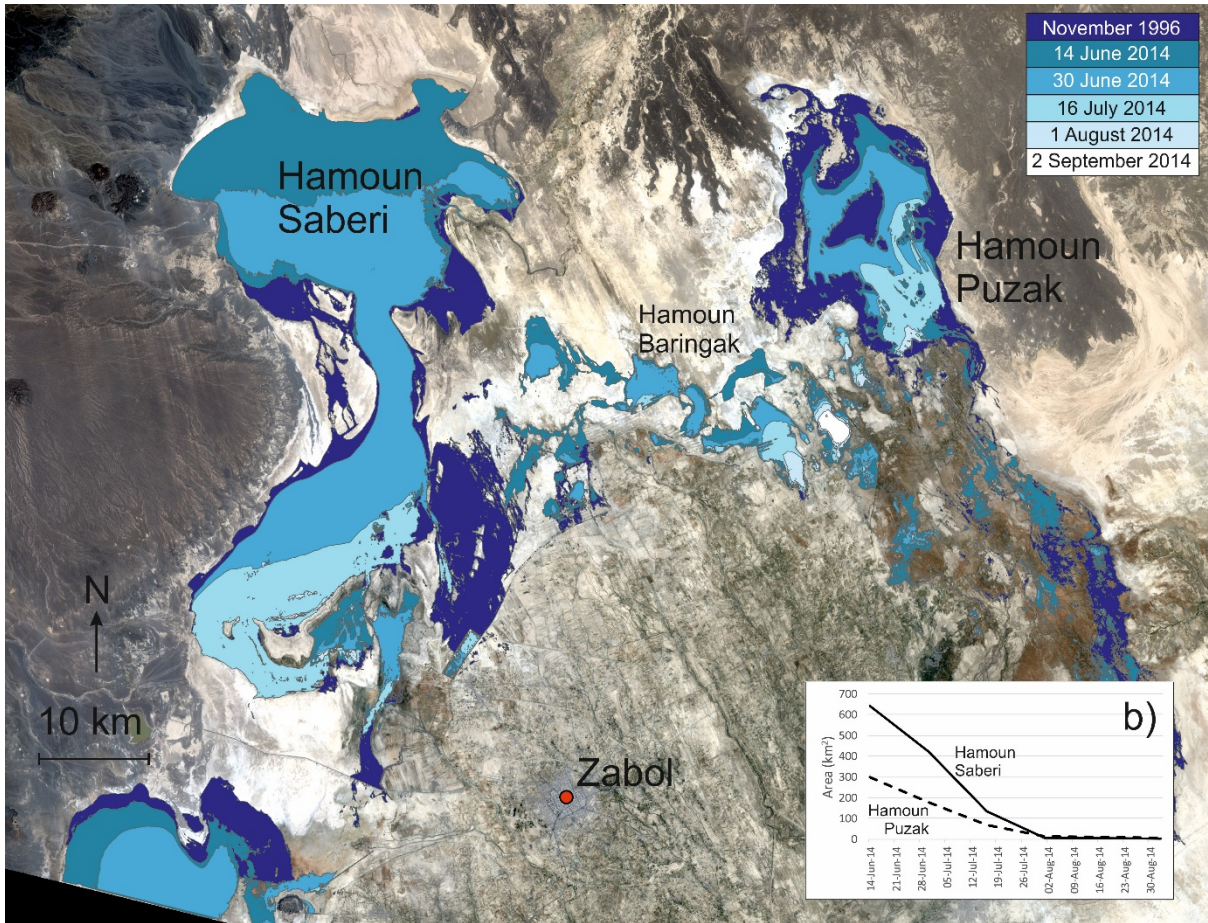 November 1996
14 June 2014
30 June 2014
16 July 2014
1 August 2014
2 September 2014
Hamoun
Saberi
Hamoun
Puzak
Hamoun
Baringak
N
10 km
Zabol
b)
Area (km²)
700
600
500
400
300
200
100
0
Hamoun
Saberi
Hamoun
Puzak
14-Jun-14
21-Jun-14
28-Jun-14
05-Jul-14
12-Jul-14
19-Jul-14
26-Jul-14
02-Aug-14
09-Aug-14
16-Aug-14
23-Aug-14
30-Aug-14